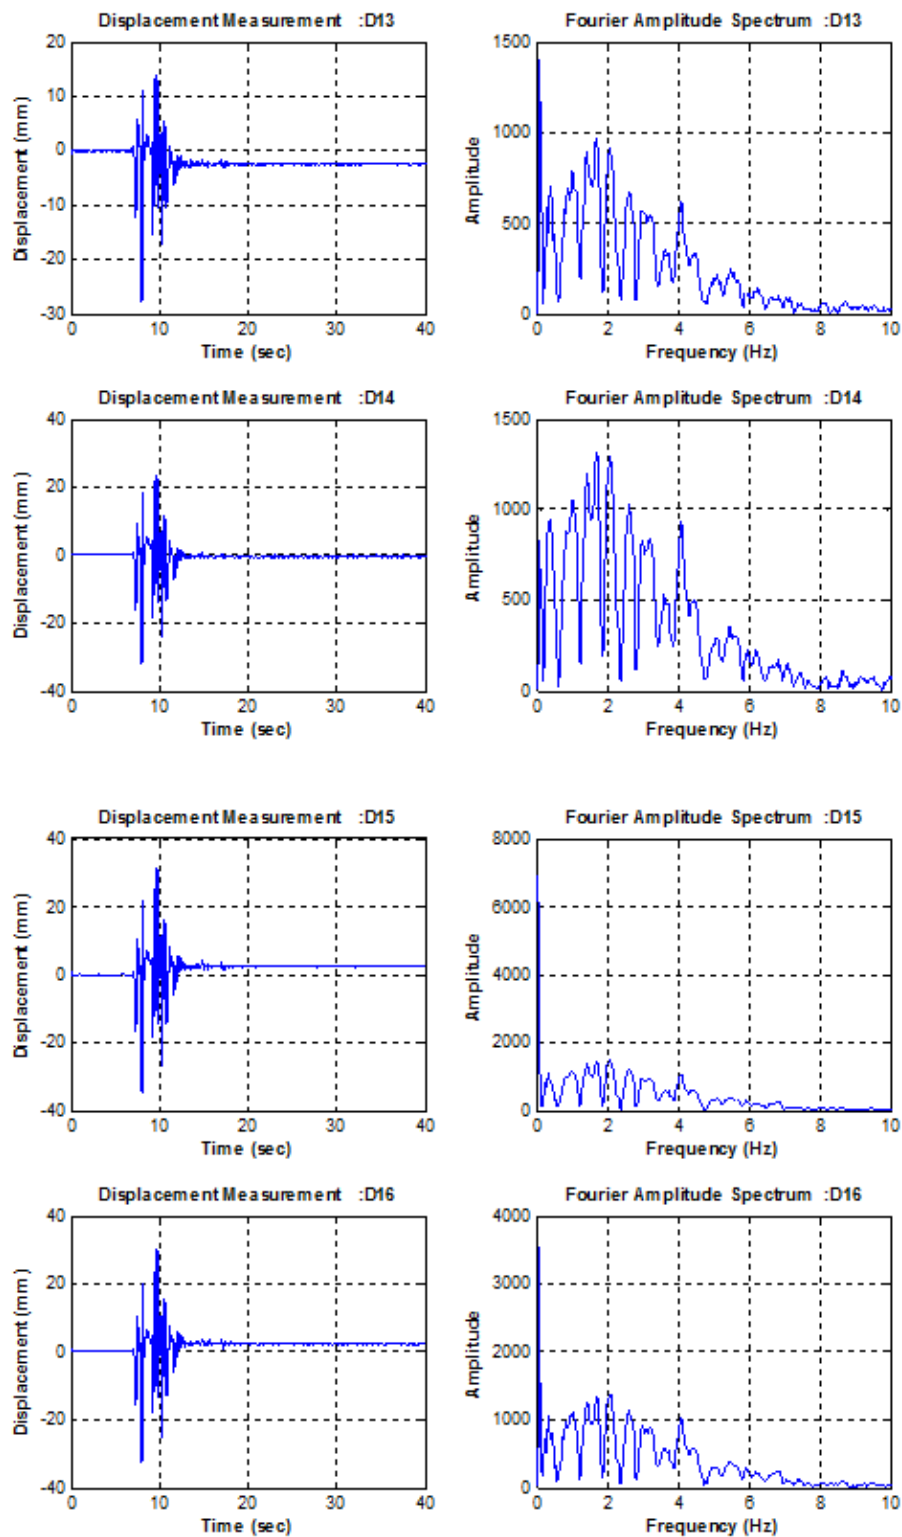 Displacement Measurement :D13
Fourier Amplitude Spectrum :D13
20
10
0
-10
-20
-30
Displacement (mm)
0 10 20 30 40
Time (sec)
1500
1000
500
0
Amplitude
0 2 4 6 8 10
Frequency (Hz)
Displacement Measurement :D14
Fourier Amplitude Spectrum :D14
40
20
0
-20
-40
Displacement (mm)
0 10 20 30 40
Time (sec)
1500
1000
500
0
Amplitude
0 2 4 6 8 10
Frequency (Hz)
Displacement Measurement :D15
Fourier Amplitude Spectrum :D15
40
20
0
-20
-40
Displacement (mm)
0 10 20 30 40
Time (sec)
8000
6000
4000
2000
0
Amplitude
0 2 4 6 8 10
Frequency (Hz)
Displacement Measurement :D16
Fourier Amplitude Spectrum :D16
40
20
0
-20
-40
Displacement (mm)
0 10 20 30 40
Time (sec)
4000
3000
2000
1000
0
Amplitude
0 2 4 6 8 10
Frequency (Hz)